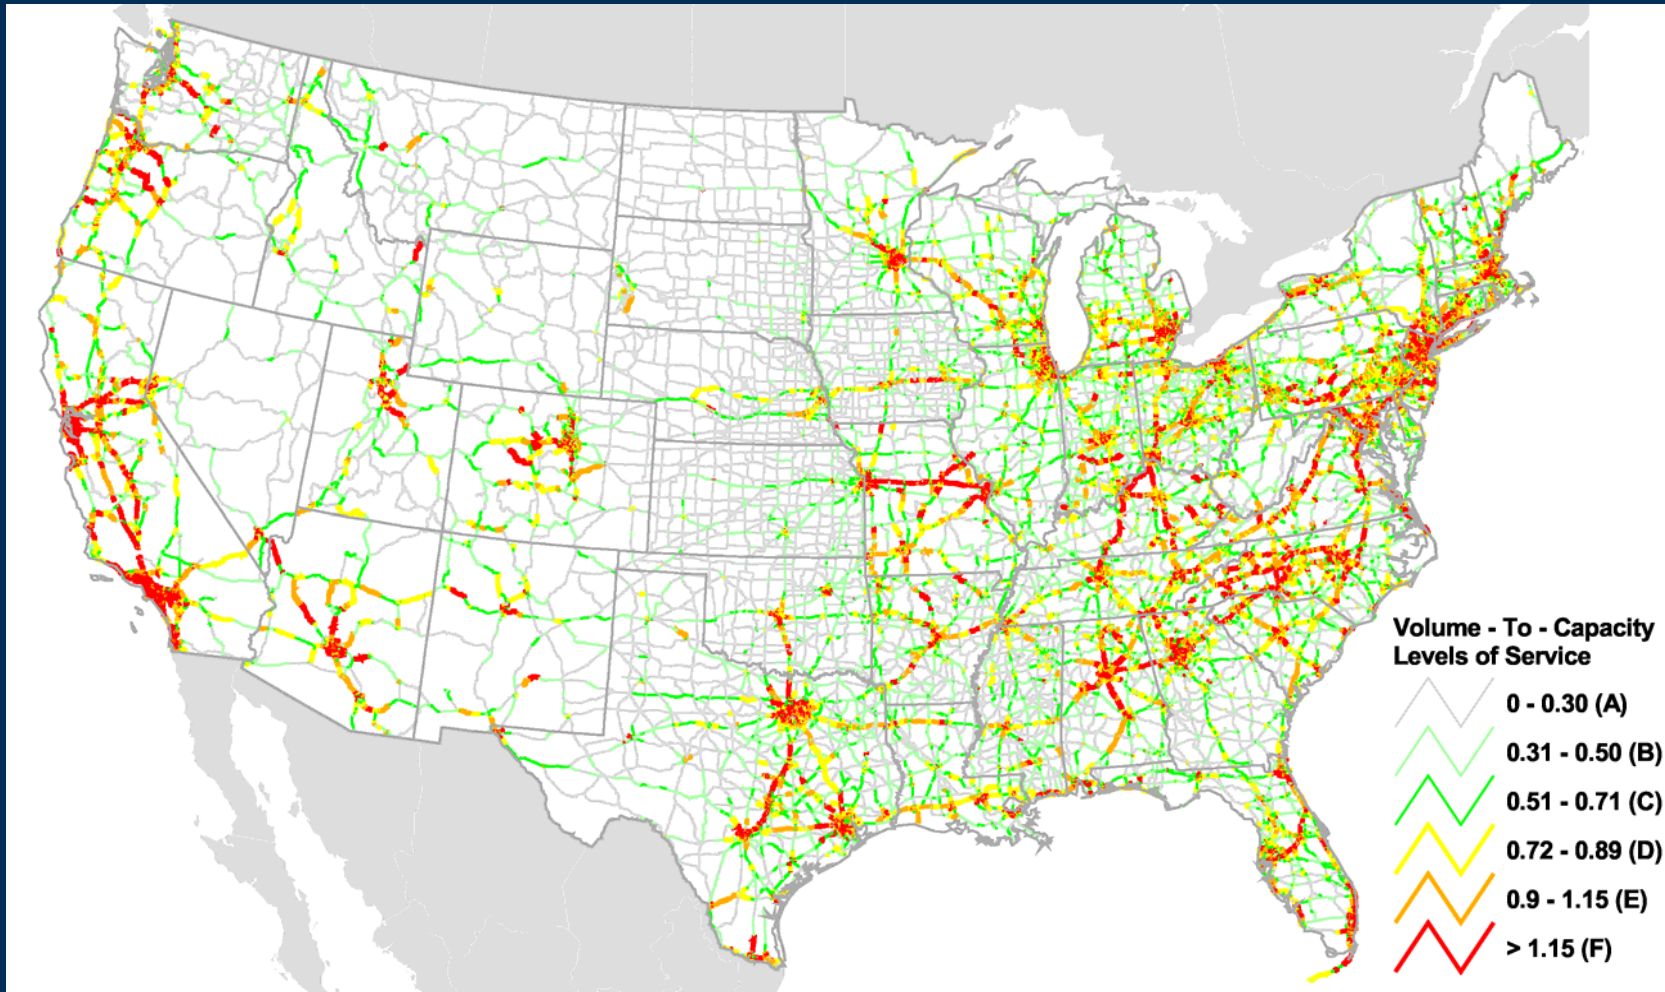 Volume - To - Capacity
Levels of Service
0 - 0.30 (A)
0.31 - 0.50 (B)
0.51 - 0.71 (C)
0.72 - 0.89 (D)
0.9 - 1.15 (E)
> 1.15 (F)